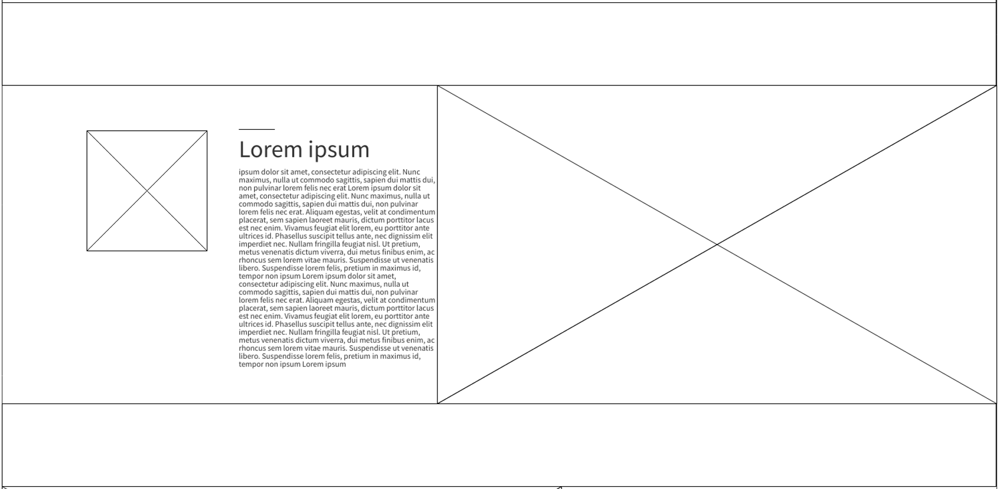 Lorem ipsum
ipsum dolor sit amet, consectetur adipiscing elit. Nunc
maximus, nulla ut commodo sagittis, sapien dui mattis dui,
non pulvinar lorem felis nec erat Lorem ipsum dolor sit
amet, consectetur adipiscing elit. Nunc maximus, nulla ut
commodo sagittis, sapien dui mattis dui, non pulvinar
lorem felis nec erat. Aliquam egestas, velit at condimentum
placerat, sem sapien laoreet mauris, dictum porttitor lacus
est nec enim. Vivamus feugiat elit lorem, eu porttitor ante
ultrices id. Phasellus suscipit tellus ante, nec dignissim elit
imperdiet nec. Nullam fringilla feugiat nisl. Ut pretium,
metus venenatis dictum viverra, dui metus finibus enim, ac
rhoncus sem lorem vitae mauris. Suspendisse ut venenatis
libero. Suspendisse lorem felis, pretium in maximus id,
tempor non ipsum Lorem ipsum dolor sit amet,
consectetur adipiscing elit. Nunc maximus, nulla ut
commodo sagittis, sapien dui mattis dui, non pulvinar
lorem felis nec erat. Aliquam egestas, velit at condimentum
placerat, sem sapien laoreet mauris, dictum porttitor lacus
est nec enim. Vivamus feugiat elit lorem, eu porttitor ante
ultrices id. Phasellus suscipit tellus ante, nec dignissim elit
imperdiet nec. Nullam fringilla feugiat nisl. Ut pretium,
metus venenatis dictum viverra, dui metus finibus enim, ac
rhoncus sem lorem vitae mauris. Suspendisse ut venenatis
libero. Suspendisse lorem felis, pretium in maximus id,
tempor non ipsum Lorem ipsum